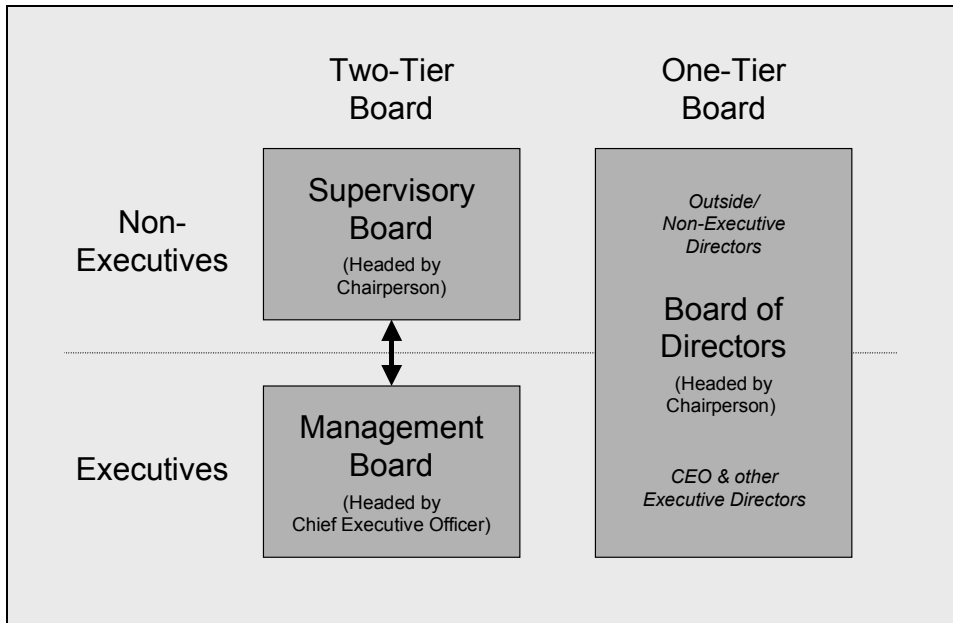 Two-Tier
Board
One-Tier
Board
Non-
Executives
Supervisory
Board
(Headed by
Chairperson)
Outside/
Non-Executive
Directors
Board of
Directors
(Headed by
Chairperson)
Executives
Management
Board
(Headed by
Chief Executive Officer)
CEO & other
Executive Directors